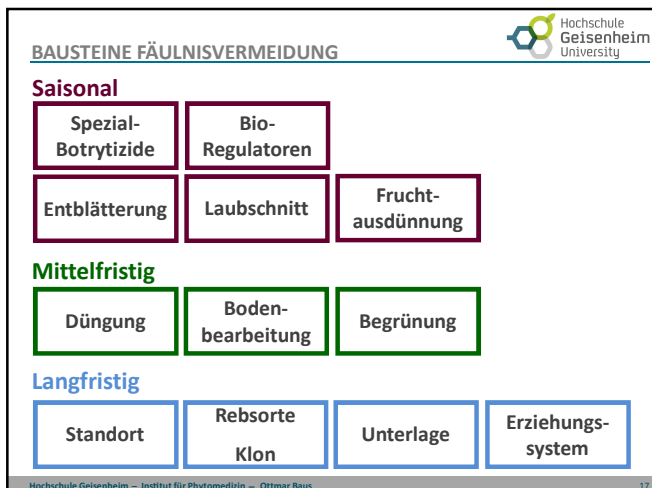 Hochschule
Geisenheim
University
BAUSTEINE FÄULNISVERMEIDUNG
Saisonal
Spezial-
Botrytizide
Bio-
Regulatoren
Entblätterung
Laubschnitt
Frucht-
ausdünnung
Mittelfristig
Düngung
Boden-
bearbeitung
Begrünung
Langfristig
Standort
Rebsorte
Klon
Unterlage
Erziehungs-
system
Hochschule Geisenheim – Institut für Phytomedizin – Ottmar Baus
17